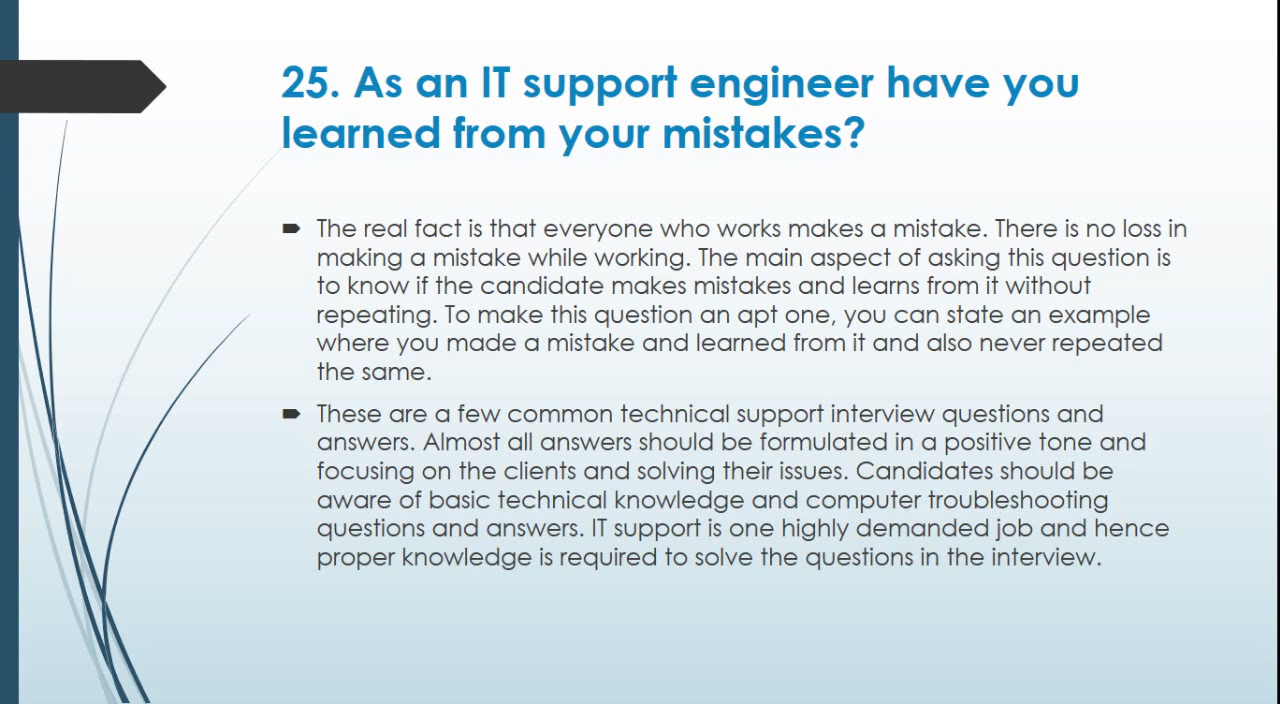 25. As an IT support engineer have you
learned from your mistakes?
The real fact is that everyone who works makes a mistake. There is no loss in
making a mistake while working. The main aspect of asking this question is
to know if the candidate makes mistakes and learns from it without
repeating. To make this question an apt one, you can state an example
where you made a mistake and learned from it and also never repeated
the same.
These are a few common technical support interview questions and
answers. Almost all answers should be formulated in a positive tone and
focusing on the clients and solving their issues. Candidates should be
aware of basic technical knowledge and computer troubleshooting
questions and answers. IT support is one highly demanded job and hence
proper knowledge is required to solve the questions in the interview.